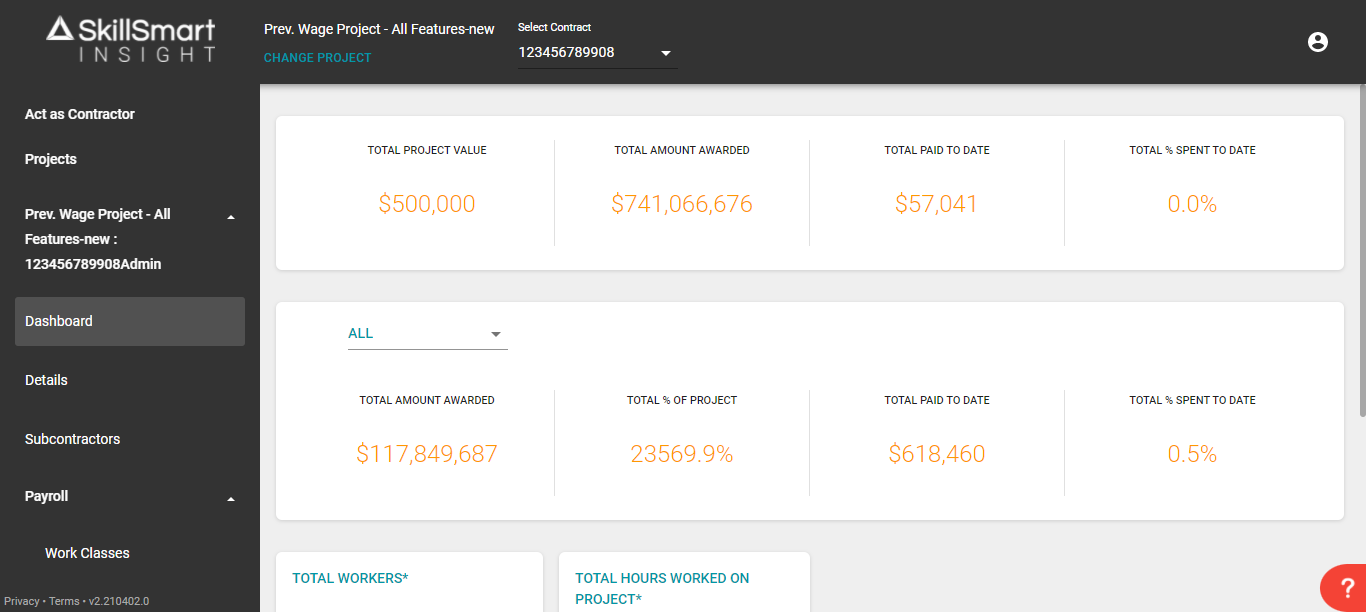 SkillSmart
INSIGHT
Prev. Wage Project - All Features-new
CHANGE PROJECT
Select Contract
123456789908
Act as Contractor
Projects
Prev. Wage Project - All
Features-new :
123456789908Admin
Dashboard
Details
Subcontractors
Payroll
Work Classes
Privacy • Terms • v2.210402.0
TOTAL PROJECT VALUE
$500,000
TOTAL AMOUNT AWARDED
$741,066,676
TOTAL PAID TO DATE
$57,041
TOTAL % SPENT TO DATE
0.0%
ALL
TOTAL AMOUNT AWARDED
$117,849,687
TOTAL % OF PROJECT
23569.9%
TOTAL PAID TO DATE
$618,460
TOTAL % SPENT TO DATE
0.5%
TOTAL WORKERS*
TOTAL HOURS WORKED ON
PROJECT*
?